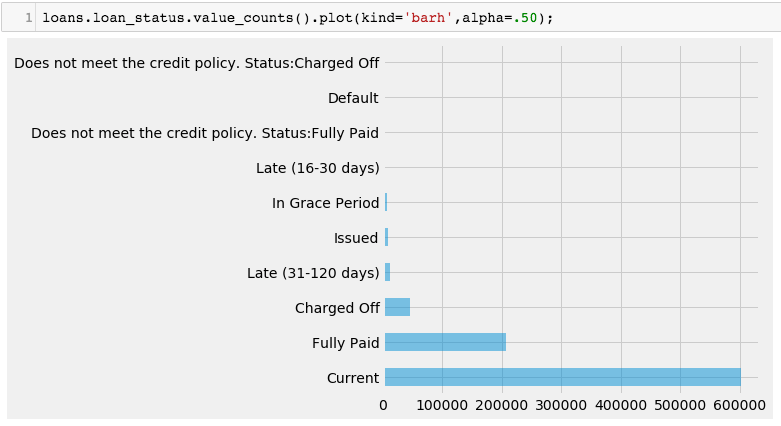 1 loans.loan_status.value_counts().plot(kind='barh',alpha=.50);
Does not meet the credit policy. Status:Charged Off
Default
Does not meet the credit policy. Status:Fully Paid
Late (16-30 days)
In Grace Period
Issued
Late (31-120 days)
Charged Off
Fully Paid
Current
0 100000 200000 300000 400000 500000 600000